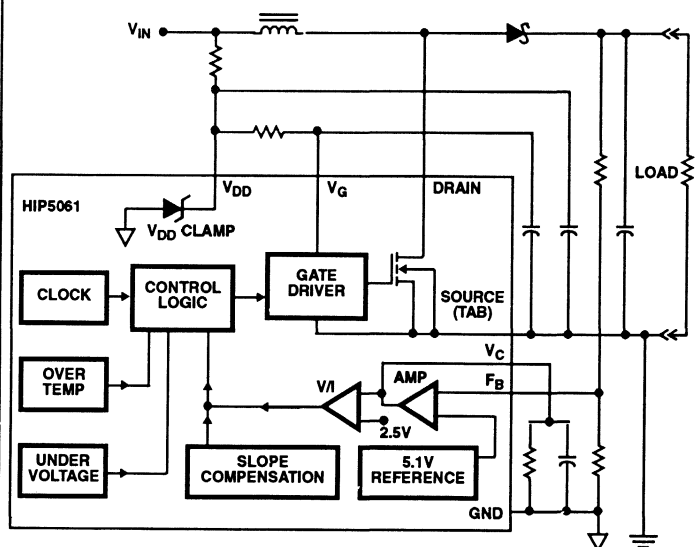 VIN
VDD
VG
DRAIN
LOAD
HIP5061
VDD CLAMP
CLOCK
CONTROL
LOGIC
GATE
DRIVER
SOURCE
(TAB)
OVER
TEMP
VC
V/I
AMP
FB
2.5V
UNDER
VOLTAGE
SLOPE
COMPENSATION
5.1V
REFERENCE
GND